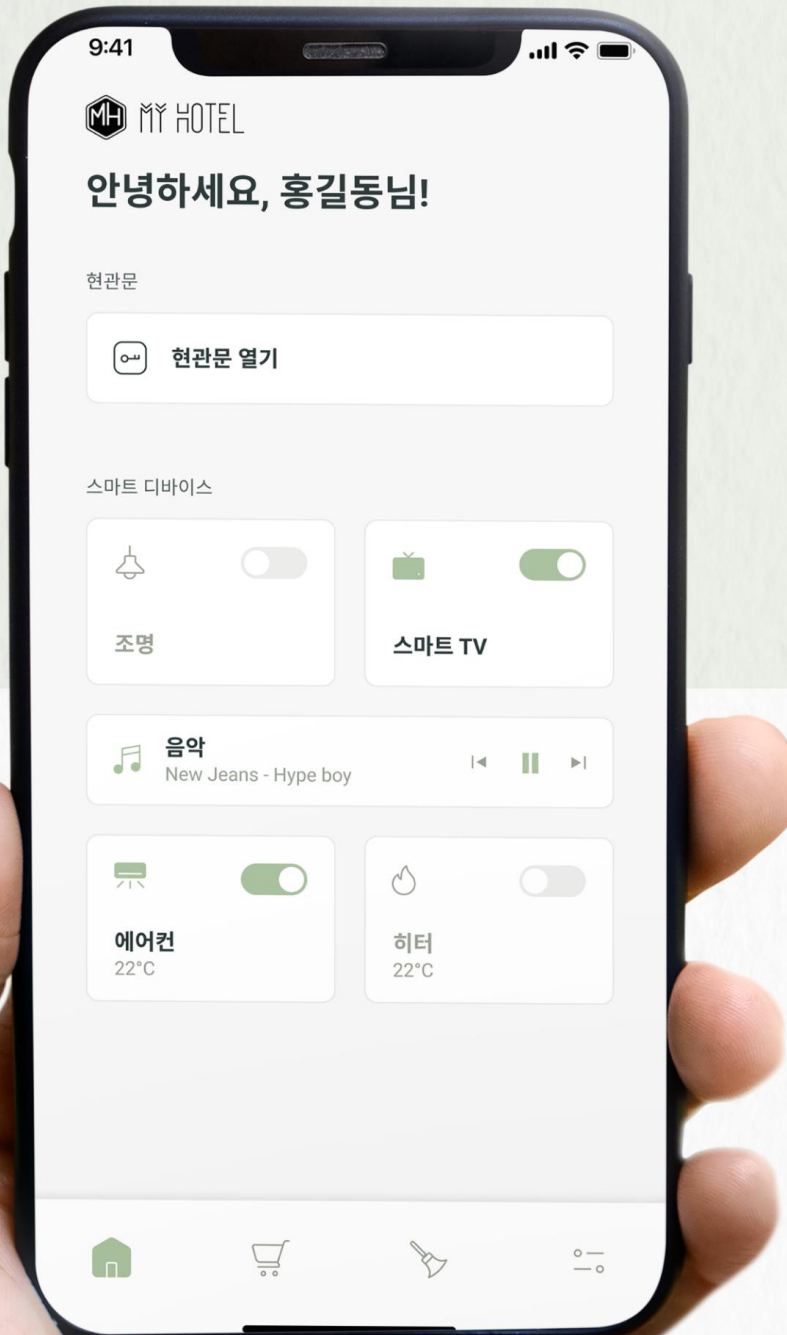 9:41
MH MY HOTEL
안녕하세요, 홍길동님!
현관문
현관문 열기
스마트 디바이스
조명
스마트 TV
음악
New Jeans - Hype boy
에어컨
22°C
히터
22°C